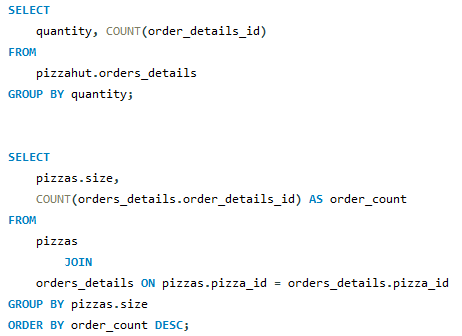 SELECT
    quantity, COUNT(order_details_id)
FROM
    pizzahut.orders_details
GROUP BY quantity;

SELECT
    pizzas.size,
    COUNT(orders_details.order_details_id) AS order_count
FROM
    pizzas
        JOIN
    orders_details ON pizzas.pizza_id = orders_details.pizza_id
GROUP BY pizzas.size
ORDER BY order_count DESC;